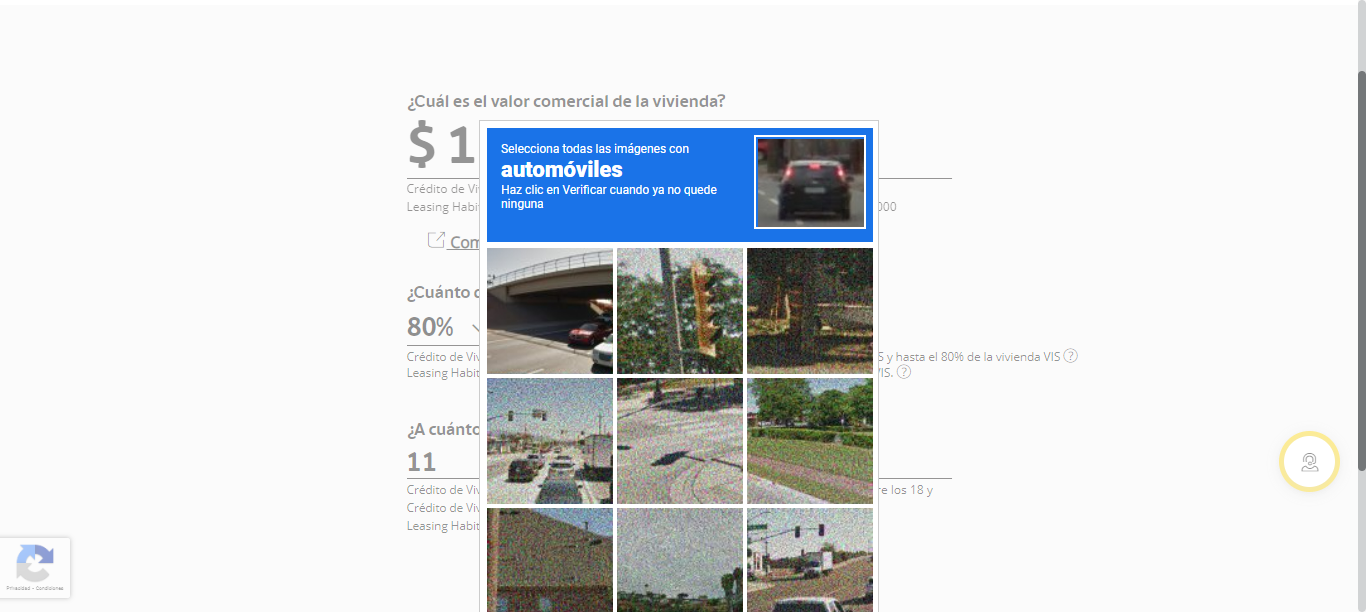 ¿Cuál es el valor comercial de la vivienda?
$ 1
Crédito de Vi
Leasing Habi
000
Com
¿Cuánto
80%
Crédito de Viv
S y hasta el 80% de la vivienda VIS ?
Leasing Habit
VIS. ?
¿A cuánto
11
Crédito de Viv
re los 18 y
Crédito de Viv
Leasing Habit
Selecciona todas las imágenes con
automóviles
Haz clic en Verificar cuando ya no quede
ninguna
Privacidad - Condiciones